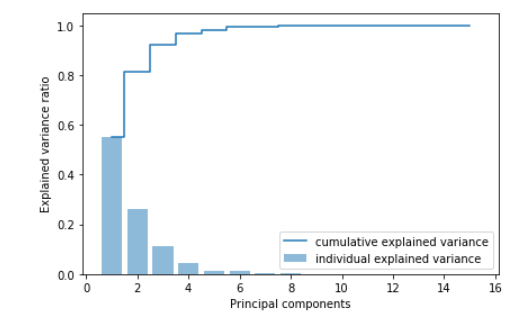 1.0
0.8
0.6
0.4
0.2
0.0
Explained variance ratio
cumulative explained variance
individual explained variance
0 2 4 6 8 10 12 14 16
Principal components